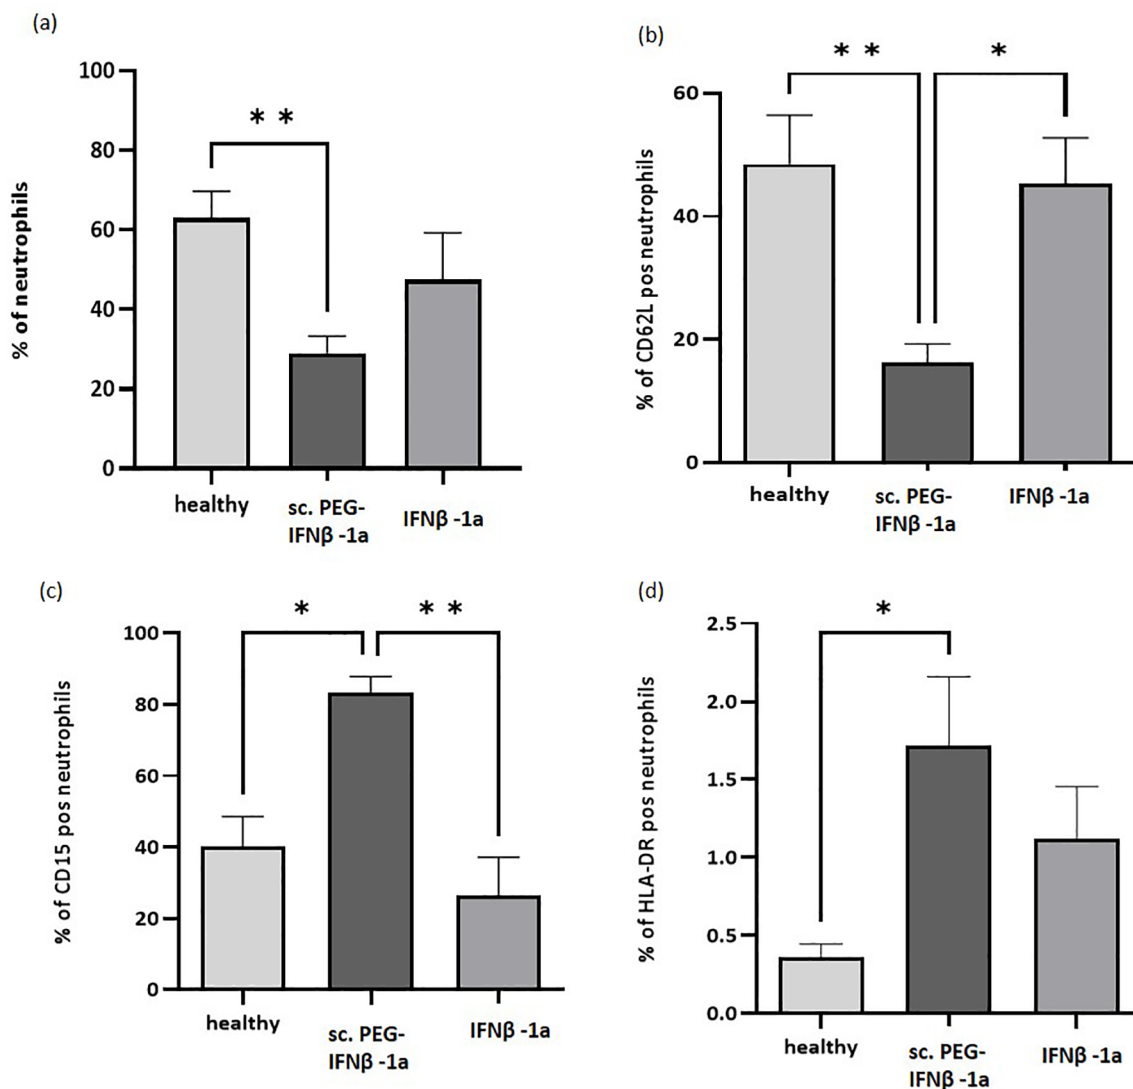 (a)
% of neutrophils
100
80
60
40
20
0
* *
healthy
sc. PEG-
IFNβ -1a
IFNβ -1a
(b)
% of CD62L pos neutrophils
60
40
20
0
* *
*
healthy
sc. PEG-
IFNβ -1a
IFNβ -1a
(c)
% of CD15 pos neutrophils
100
80
60
40
20
0
*
* *
healthy
sc. PEG-
IFNβ -1a
IFNβ -1a
(d)
% of HLA-DR pos neutrophils
2.5
2.0
1.5
1.0
0.5
0.0
*
healthy
sc. PEG-
IFNβ -1a
IFNβ -1a